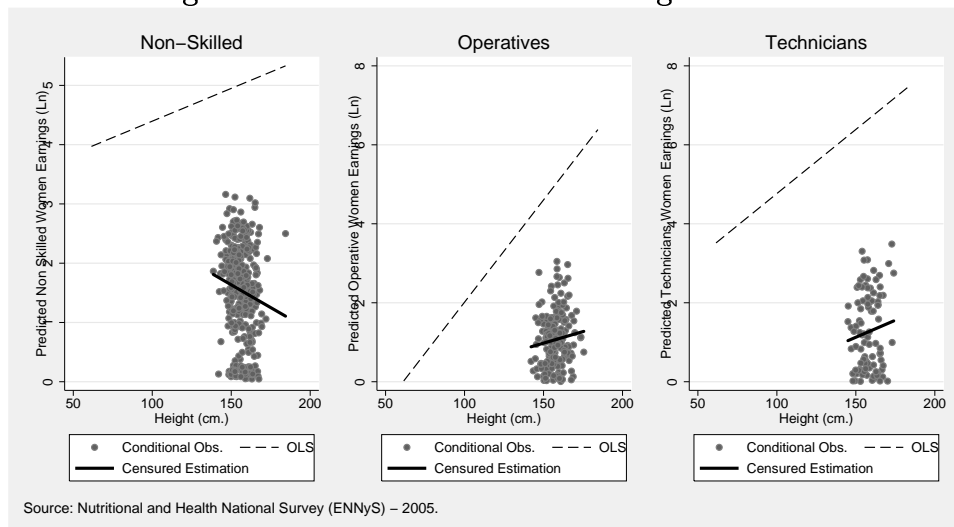 Non−Skilled
Predicted Non Skilled Women Earnings (Ln)
0 1 2 3 4 5
50 100 150 200
Height (cm.)
Conditional Obs. OLS
Censured Estimation
Operatives
Predicted Operative Women Earnings (Ln)
0 2 4 6 8
50 100 150 200
Height (cm.)
Conditional Obs. OLS
Censured Estimation
Technicians
Predicted Technicians Women Earnings (Ln)
0 2 4 6 8
50 100 150 200
Height (cm.)
Conditional Obs. OLS
Censured Estimation
Source: Nutritional and Health National Survey (ENNyS) − 2005.